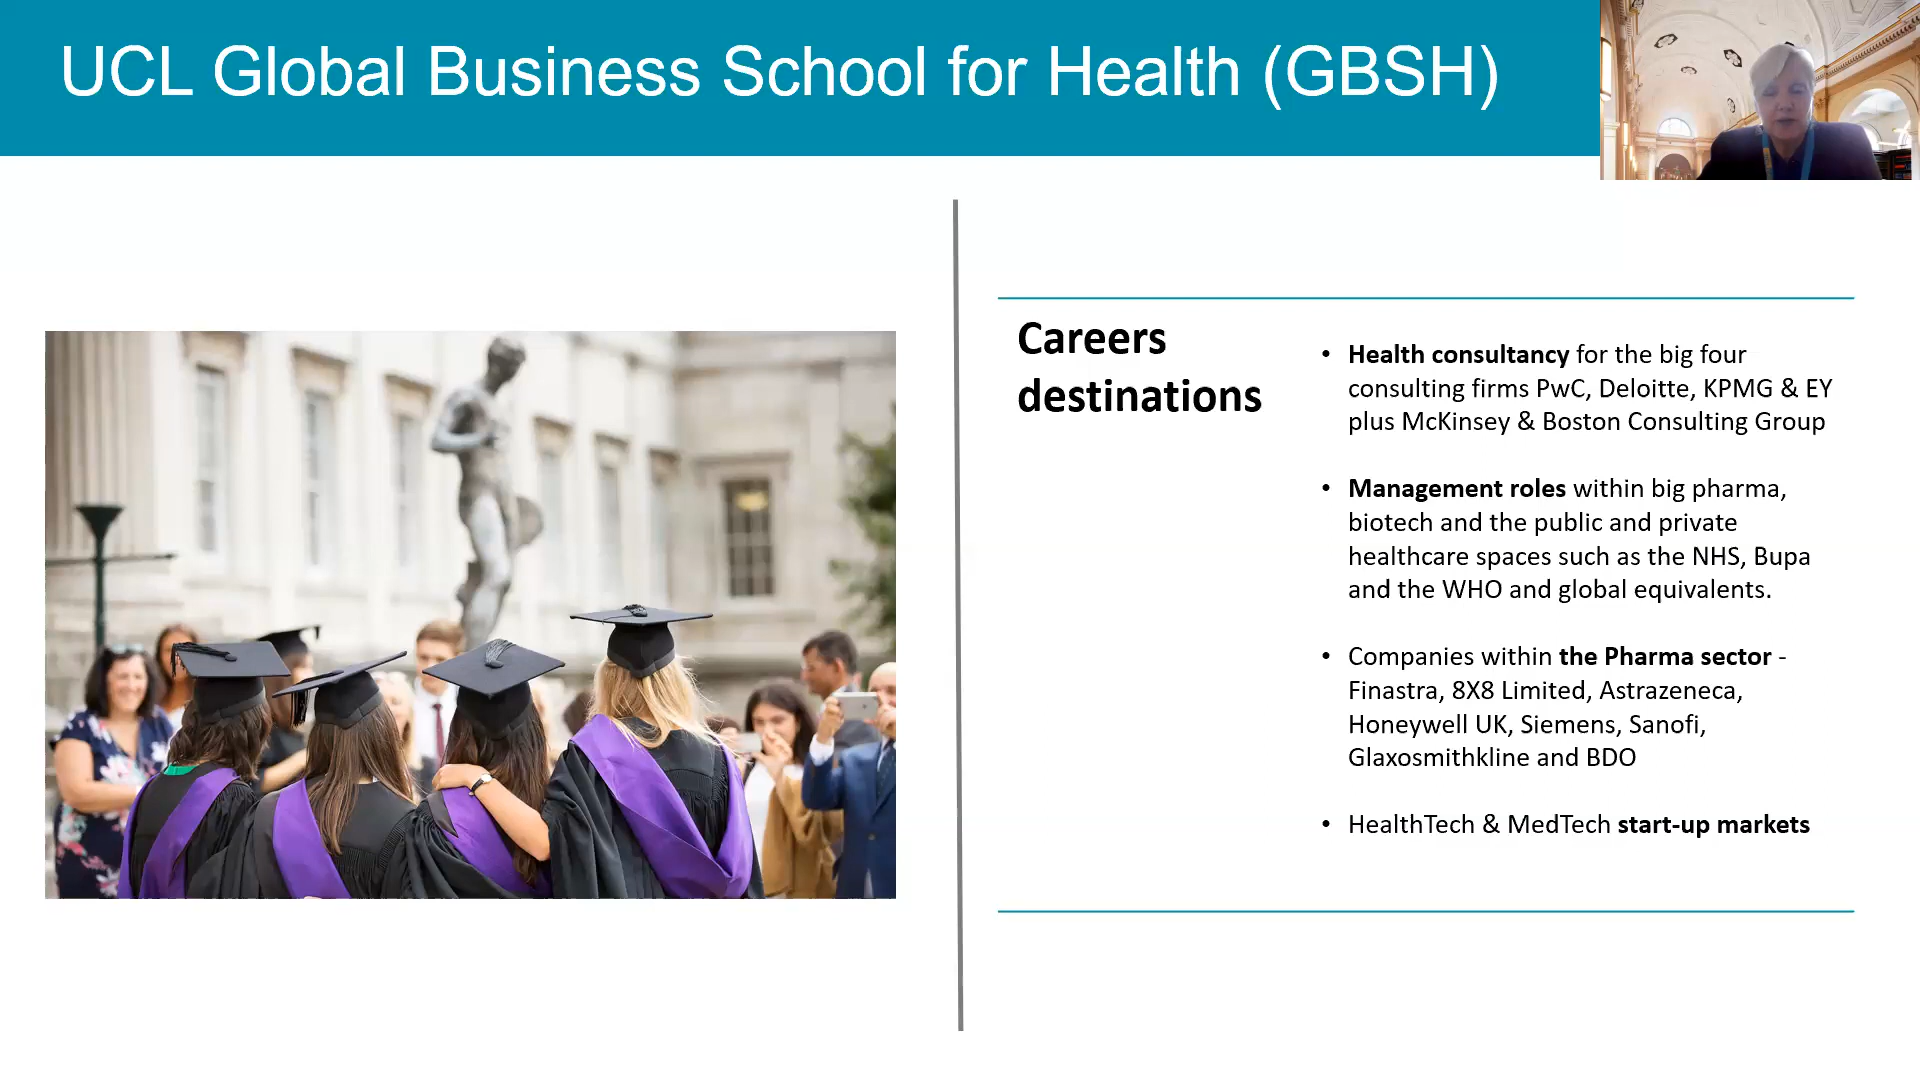 UCL Global Business School for Health (GBSH)
Careers
destinations
• Health consultancy for the big four
consulting firms PwC, Deloitte, KPMG & EY
plus McKinsey & Boston Consulting Group
• Management roles within big pharma,
biotech and the public and private
healthcare spaces such as the NHS, Bupa
and the WHO and global equivalents.
• Companies within the Pharma sector -
Finastra, 8X8 Limited, Astrazeneca,
Honeywell UK, Siemens, Sanofi,
Glaxosmithkline and BDO
• HealthTech & MedTech start-up markets